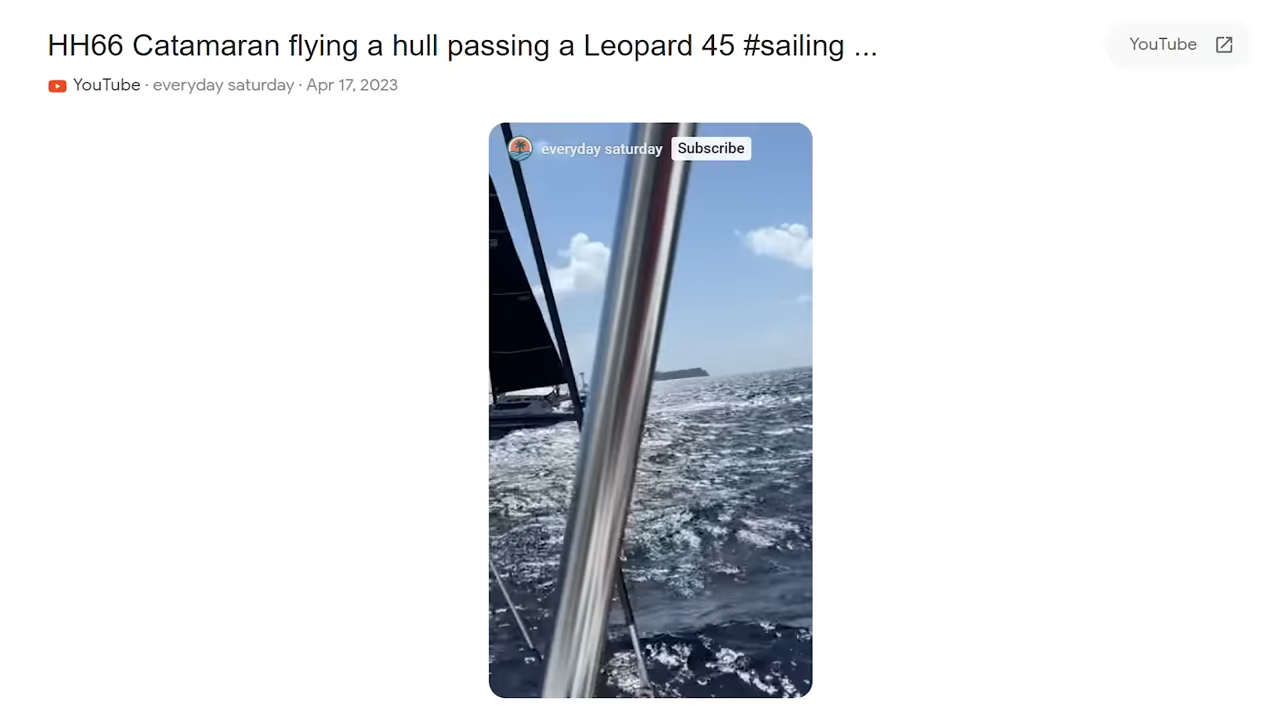 HH66 Catamaran flying a hull passing a Leopard 45 #sailing ...
YouTube
YouTube · everyday saturday · Apr 17, 2023
everyday saturday
Subscribe